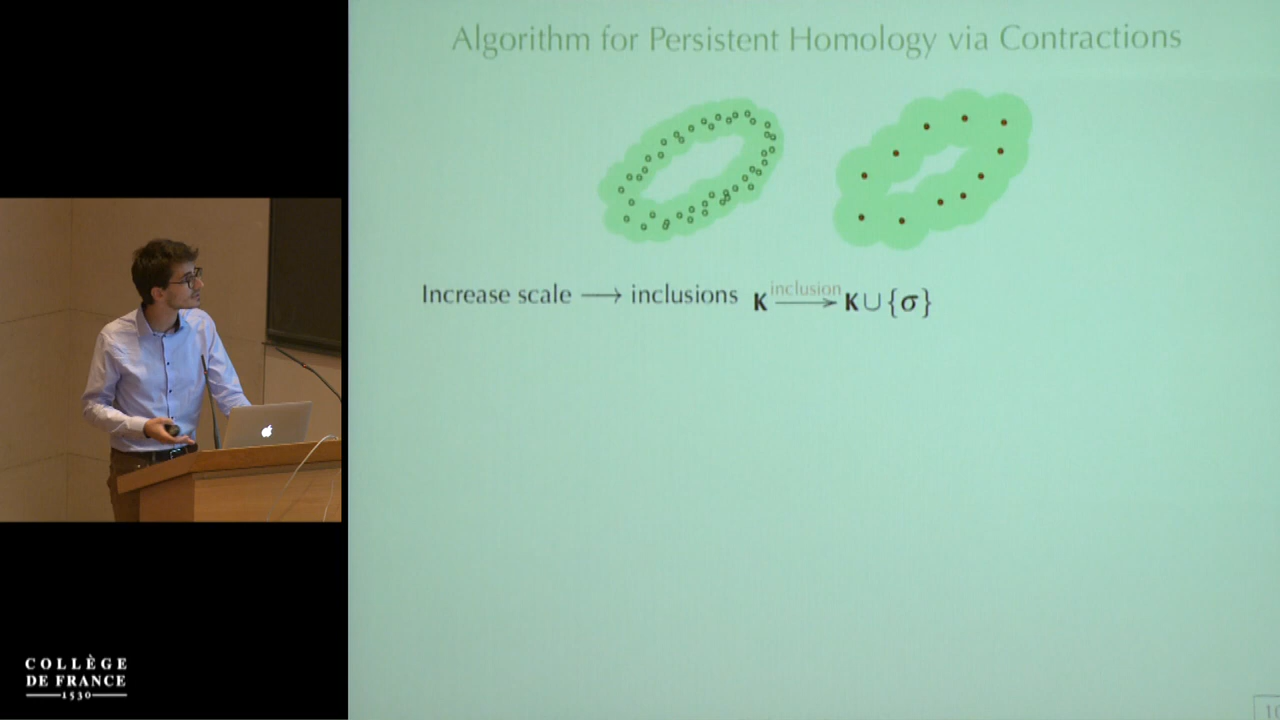 Algorithm for Persistent Homology via Contractions
Increase scale ⟶ inclusions K inclusion⟶ K ∪ {σ}
COLLÈGE
DE FRANCE
1530